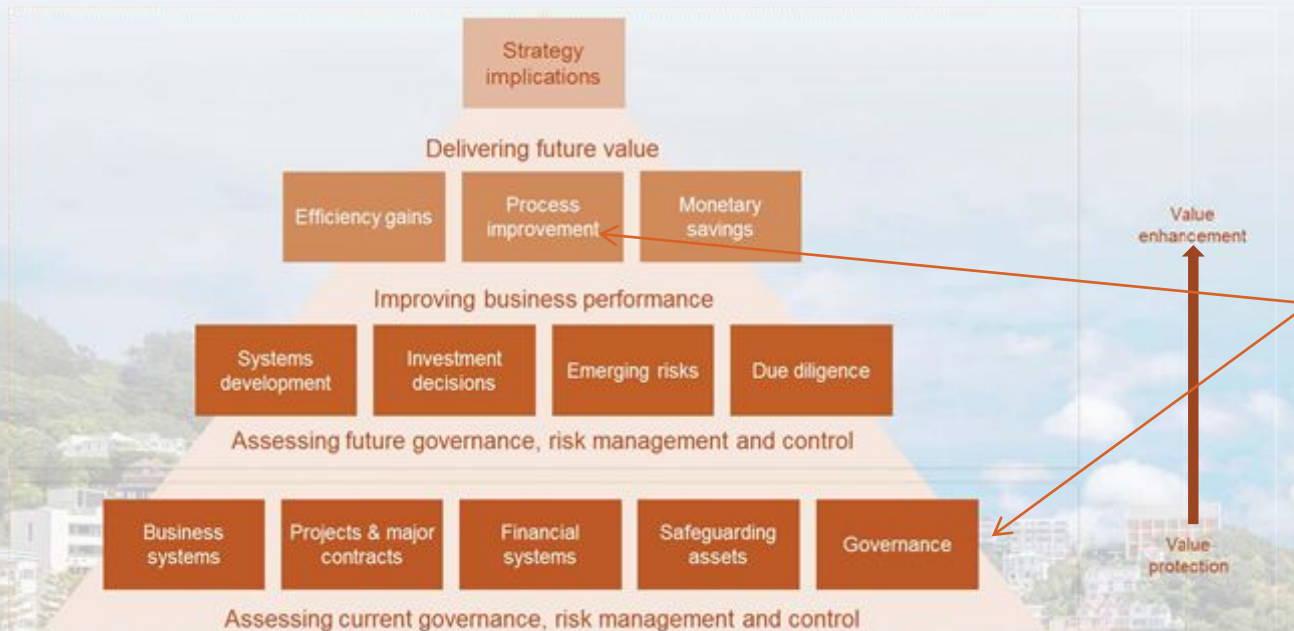 Strategy
implications
Delivering future value
Efficiency gains
Process
improvement
Monetary
savings
Improving business performance
Systems
development
Investment
decisions
Emerging risks
Due diligence
Assessing future governance, risk management and control
Business
systems
Projects & major
contracts
Financial
systems
Safeguarding
assets
Governance
Assessing current governance, risk management and control
Value
enhancement
Value
protection